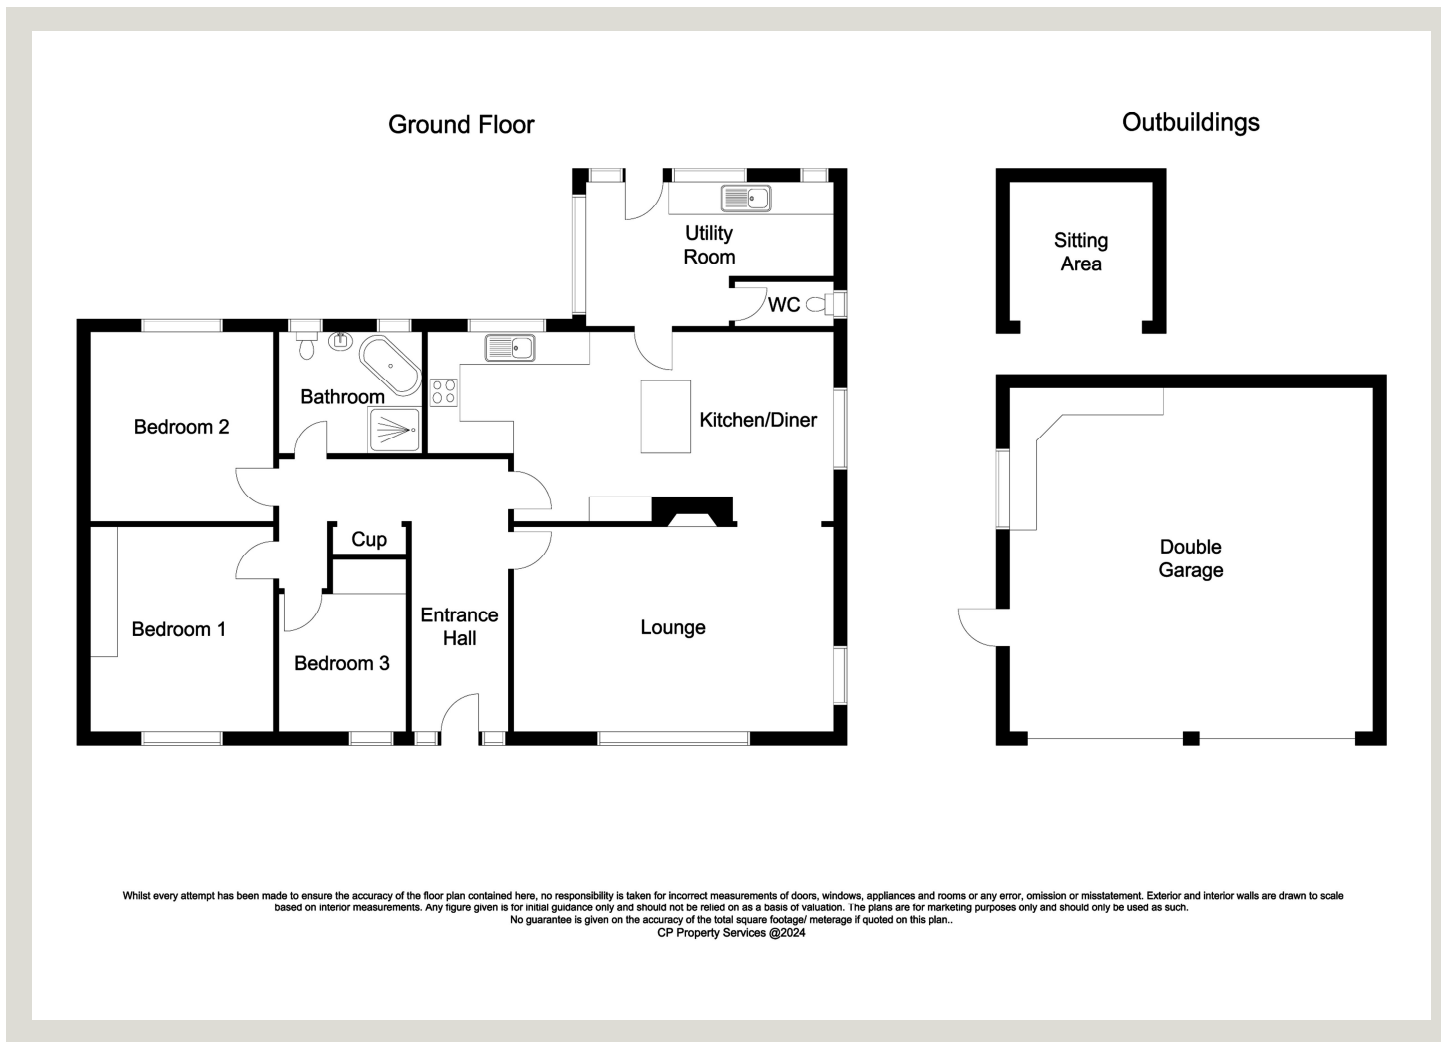 Ground Floor
Outbuildings
Utility
Room
WC
Sitting
Area
Bathroom
Bedroom 2
Kitchen/Diner
Cup
Double
Garage
Entrance
Hall
Lounge
Bedroom 1
Bedroom 3
Whilst every attempt has been made to ensure the accuracy of the floor plan contained here, no responsibility is taken for incorrect measurements of doors, windows, appliances and rooms or any error, omission or misstatement. Exterior and interior walls are drawn to scale
based on interior measurements. Any figure given is for initial guidance only and should not be relied on as a basis of valuation. The plans are for marketing purposes only and should only be used as such.
No guarantee is given on the accuracy of the total square footage/ meterage if quoted on this plan..
CP Property Services @2024